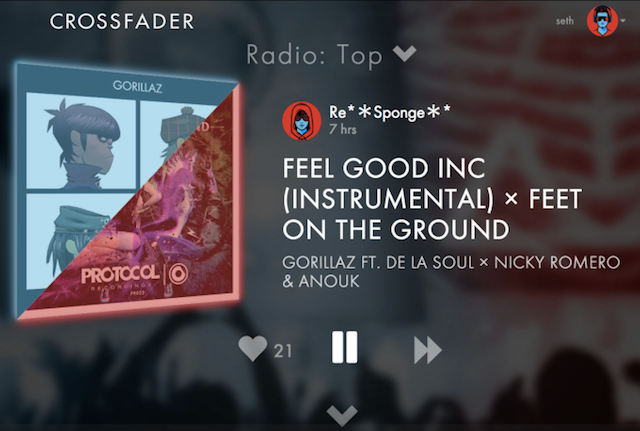 CROSSFADER
seth
Radio: Top
GORILLAZ
Re**Sponge**
7 hrs
FEEL GOOD INC
(INSTRUMENTAL) × FEET
ON THE GROUND
GORILLAZ FT. DE LA SOUL × NICKY ROMERO
& ANOUK
PROTOCOL
RECORDINGS
21